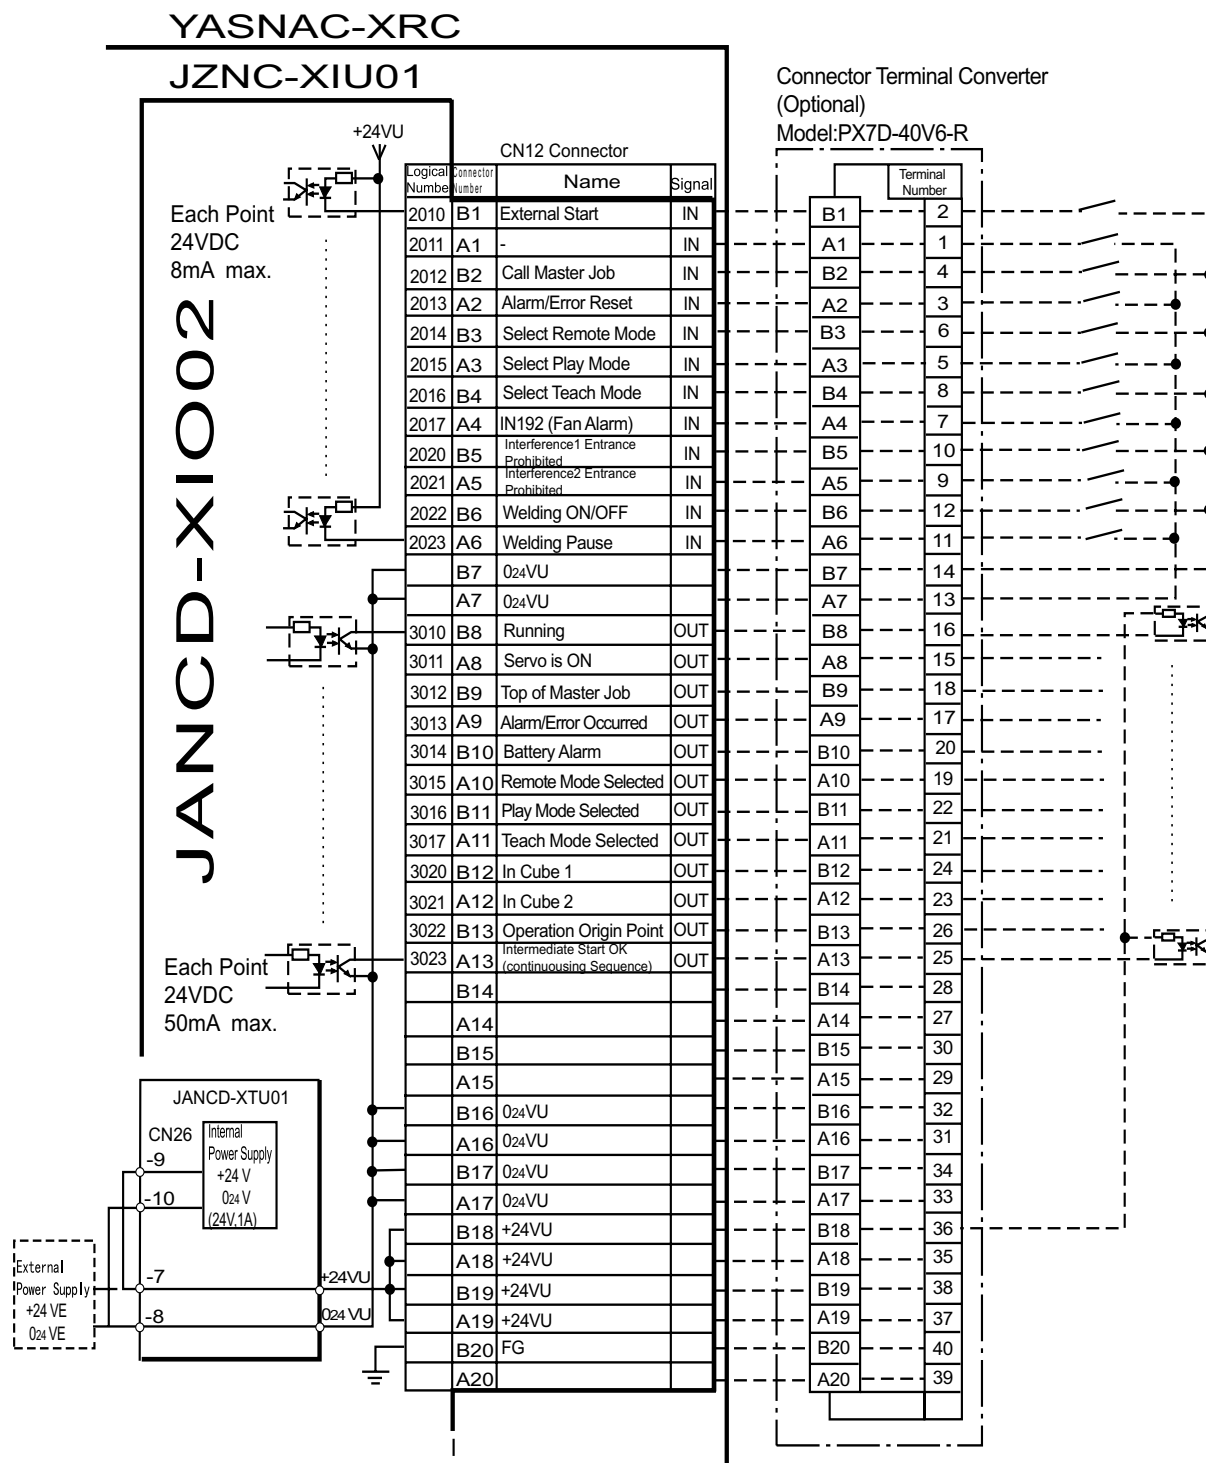 YASNAC-XRC
JZNC-XIU01
Connector Terminal Converter
(Optional)
Model:PX7D-40V6-R
+24VU
CN12 Connector
Logical Number Connector Number Name Signal
Terminal Number
Each Point
24VDC
8mA max.
JANCD-XIO02
2010 B1 External Start IN B1 2
2011 A1 - IN A1 1
2012 B2 Call Master Job IN B2 4
2013 A2 Alarm/Error Reset IN A2 3
2014 B3 Select Remote Mode IN B3 6
2015 A3 Select Play Mode IN A3 5
2016 B4 Select Teach Mode IN B4 8
2017 A4 IN192 (Fan Alarm) IN A4 7
2020 B5 Interference1 Entrance Prohibited IN B5 10
2021 A5 Interference2 Entrance Prohibited IN A5 9
2022 B6 Welding ON/OFF IN B6 12
2023 A6 Welding Pause IN A6 11
B7 024VU B7 14
A7 024VU A7 13
3010 B8 Running OUT B8 16
3011 A8 Servo is ON OUT A8 15
3012 B9 Top of Master Job OUT B9 18
3013 A9 Alarm/Error Occurred OUT A9 17
3014 B10 Battery Alarm OUT B10 20
3015 A10 Remote Mode Selected OUT A10 19
3016 B11 Play Mode Selected OUT B11 22
3017 A11 Teach Mode Selected OUT A11 21
3020 B12 In Cube 1 OUT B12 24
3021 A12 In Cube 2 OUT A12 23
3022 B13 Operation Origin Point OUT B13 26
3023 A13 Intermediate Start OK (continuousing Sequence) OUT A13 25
Each Point
24VDC
50mA max.
B14 B14 28
A14 A14 27
B15 B15 30
A15 A15 29
B16 024VU B16 32
A16 024VU A16 31
B17 024VU B17 34
A17 024VU A17 33
B18 +24VU B18 36
A18 +24VU A18 35
B19 +24VU B19 38
A19 +24VU A19 37
B20 FG B20 40
A20 A20 39
JANCD-XTU01
CN26
Internal
Power Supply
+24 V
024 V
(24V,1A)
-9
-10
-7
-8
+24VU
024 VU
External
Power Supply
+24 VE
024 VE